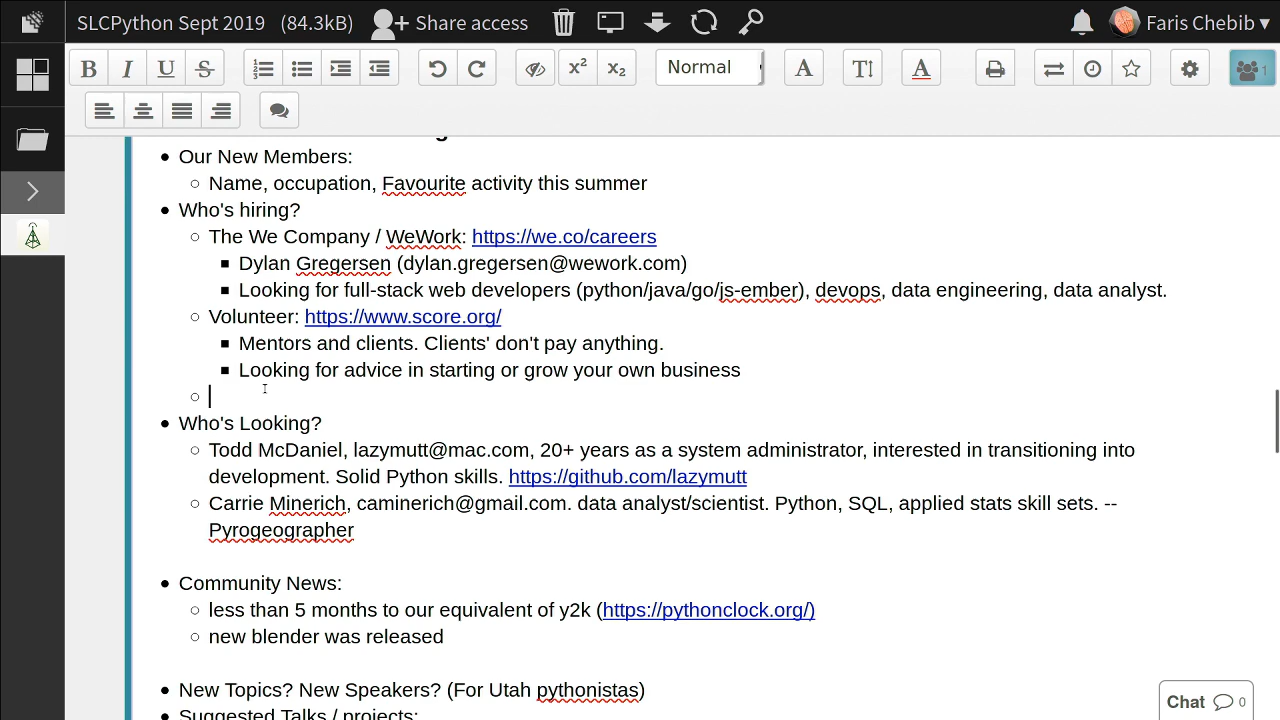 SLCPython Sept 2019 (84.3kB) Share access Faris Chebib ▾
B I U S x² x₂ Normal A T A 1
Our New Members:
Name, occupation, Favourite activity this summer
Who's hiring?
The We Company / WeWork: https://we.co/careers
Dylan Gregersen (dylan.gregersen@wework.com)
Looking for full-stack web developers (python/java/go/js-ember), devops, data engineering, data analyst.
Volunteer: https://www.score.org/
Mentors and clients. Clients' don't pay anything.
Looking for advice in starting or grow your own business
Who's Looking?
Todd McDaniel, lazymutt@mac.com, 20+ years as a system administrator, interested in transitioning into
development. Solid Python skills. https://github.com/lazymutt
Carrie Minerich, caminerich@gmail.com. data analyst/scientist. Python, SQL, applied stats skill sets. --
Pyrogeographer
Community News:
less than 5 months to our equivalent of y2k (https://pythonclock.org/)
new blender was released
New Topics? New Speakers? (For Utah pythonistas)
Suggested Talks / projects:
Chat 0